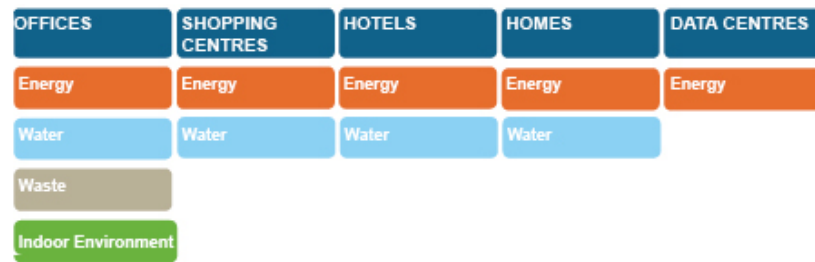 OFFICES
SHOPPING
CENTRES
HOTELS
HOMES
DATA CENTRES
Energy
Energy
Energy
Energy
Energy
Water
Water
Water
Water
Waste
Indoor Environment